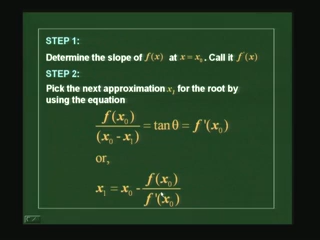 STEP 1:
Determine the slope of f(x) at x = x₀. Call it f'(x)
STEP 2:
Pick the next approximation x₁ for the root by
using the equation
f(x₀) / (x₀ - x₁) = tan θ = f'(x₀)
or,
x₁ = x₀ - f(x₀) / f'(x₀)